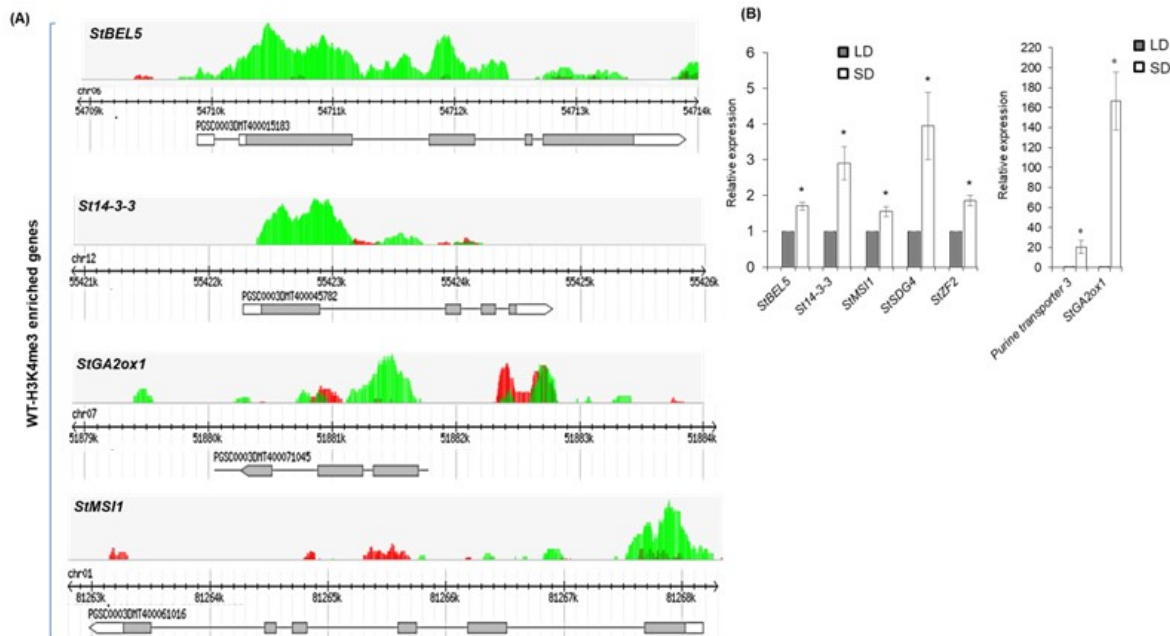 (A)
WT-H3K4me3 enriched genes
StBEL5
chr06
54709k 54710k 54711k 54712k 54713k 54714k
PGSC0003DMT400015183
St14-3-3
chr12
55421k 55422k 55423k 55424k 55425k 55426k
PGSC0003DMT400045782
StGA2ox1
chr07
51879k 51880k 51881k 51882k 51883k 51884k
PGSC0003DMT400071045
StMSI1
chr01
81263k 81264k 81265k 81266k 81267k 81268k
PGSC0003DMT400061016
(B)
Relative expression
6
5
4
3
2
1
0
LD
SD
* * * * *
StBEL5 St14-3-3 StMSI1 StSDG4 StZF2
Relative expression
220
200
180
160
140
120
100
80
60
40
20
0
LD
SD
* *
Purine transporter 3 StGA2ox1